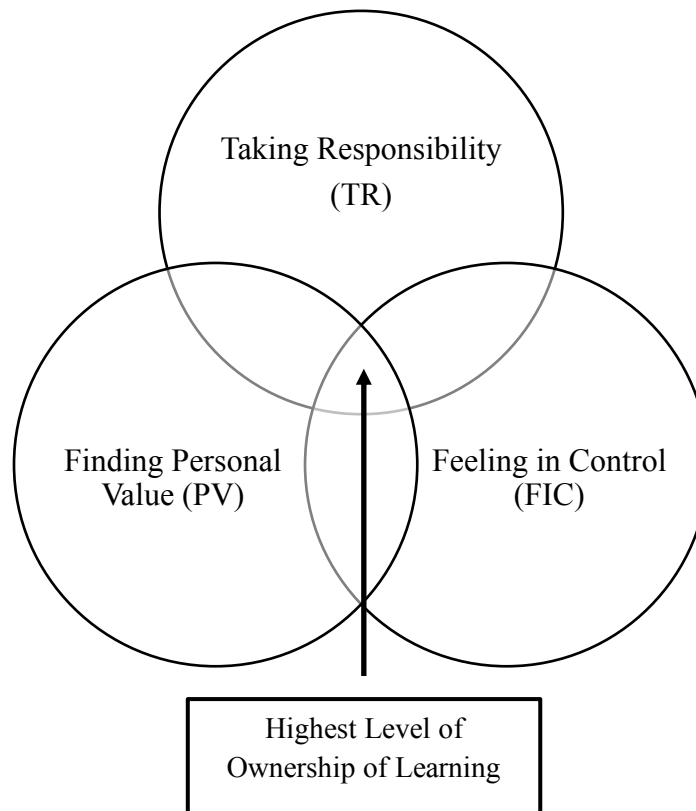 Taking Responsibility
(TR)
Finding Personal
Value (PV)
Feeling in Control
(FIC)
Highest Level of
Ownership of Learning